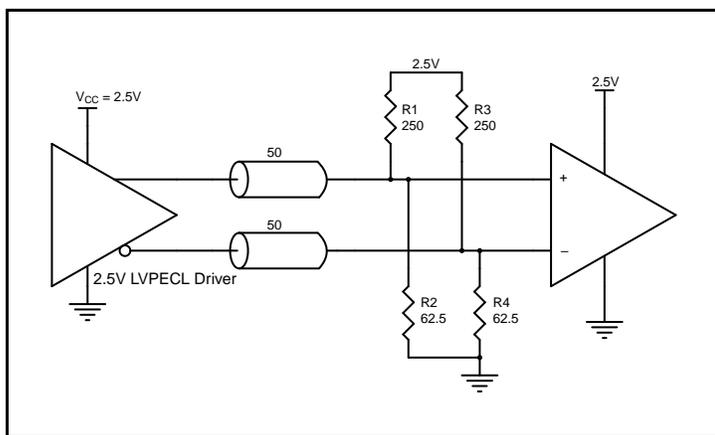 2.5V
V_CC = 2.5V
2.5V
R1
250
R3
250
50
+
50
–
2.5V LVPECL Driver
R2
62.5
R4
62.5